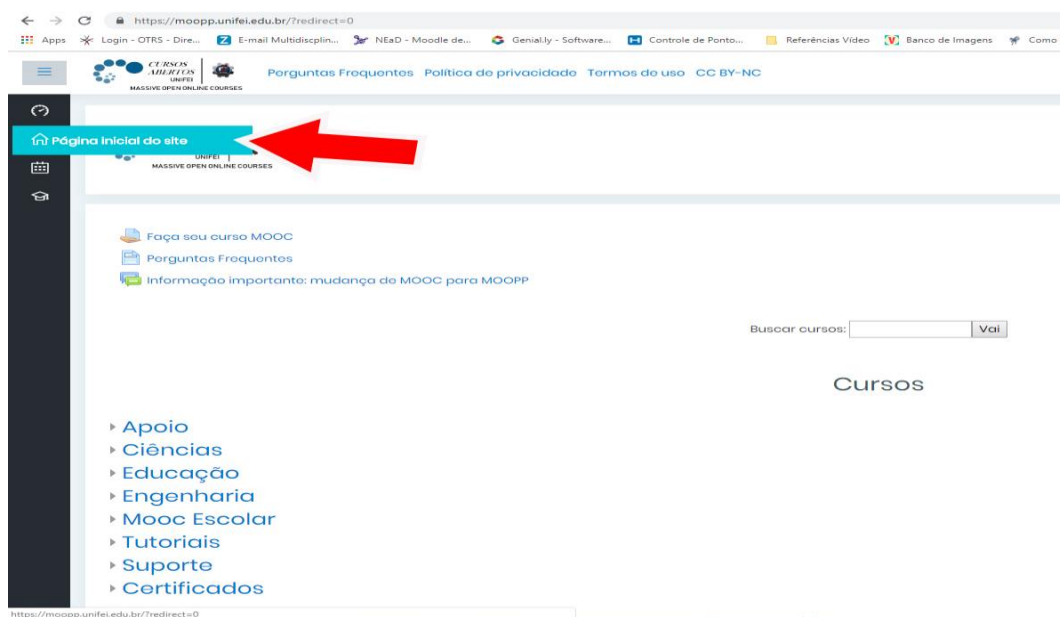 https://moopp.unifei.edu.br/?redirect=0
Apps Login - OTRS - Dire... E-mail Multidiscplin... NEaD - Moodle de... Genial.ly - Software... Controle de Ponto... Referências Vídeo Banco de Imagens Como
CURSOS
ABERTOS
UNIFEI
MASSIVE OPEN ONLINE COURSES
Perguntas Frequentes Política de privacidade Termos de uso CC BY-NC
Página inicial do site
UNIFEI
MASSIVE OPEN ONLINE COURSES
Faça seu curso MOOC
Perguntas Frequentes
Informação importante: mudança de MOOC para MOOPP
Buscar cursos: Vai
Cursos
Apoio
Ciências
Educação
Engenharia
Mooc Escolar
Tutoriais
Suporte
Certificados
https://moopp.unifei.edu.br/?redirect=0